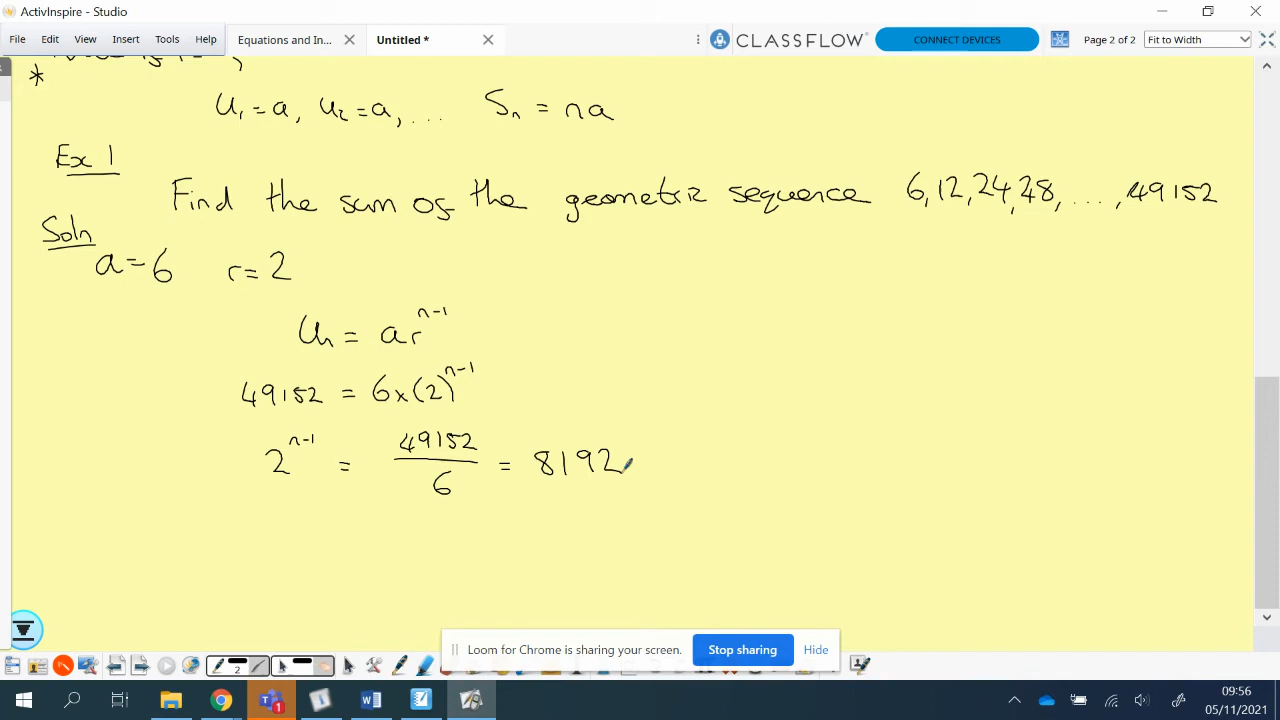 ActivInspire - Studio
File Edit View Insert Tools Help Equations and In... Untitled * CLASSFLOW CONNECT DEVICES Page 2 of 2 Fit to Width
*
U₁ = a, U₂ = a, ... Sₙ = na
Ex 1
Find the sum of the geometric sequence 6, 12, 24, 28, ..., 49152
Soln
a = 6 r = 2
Uₙ = arⁿ⁻¹
49152 = 6 × (2)ⁿ⁻¹
2ⁿ⁻¹ = 49152/6 = 8192
Loom for Chrome is sharing your screen. Stop sharing Hide
2
1
09:56
05/11/2021